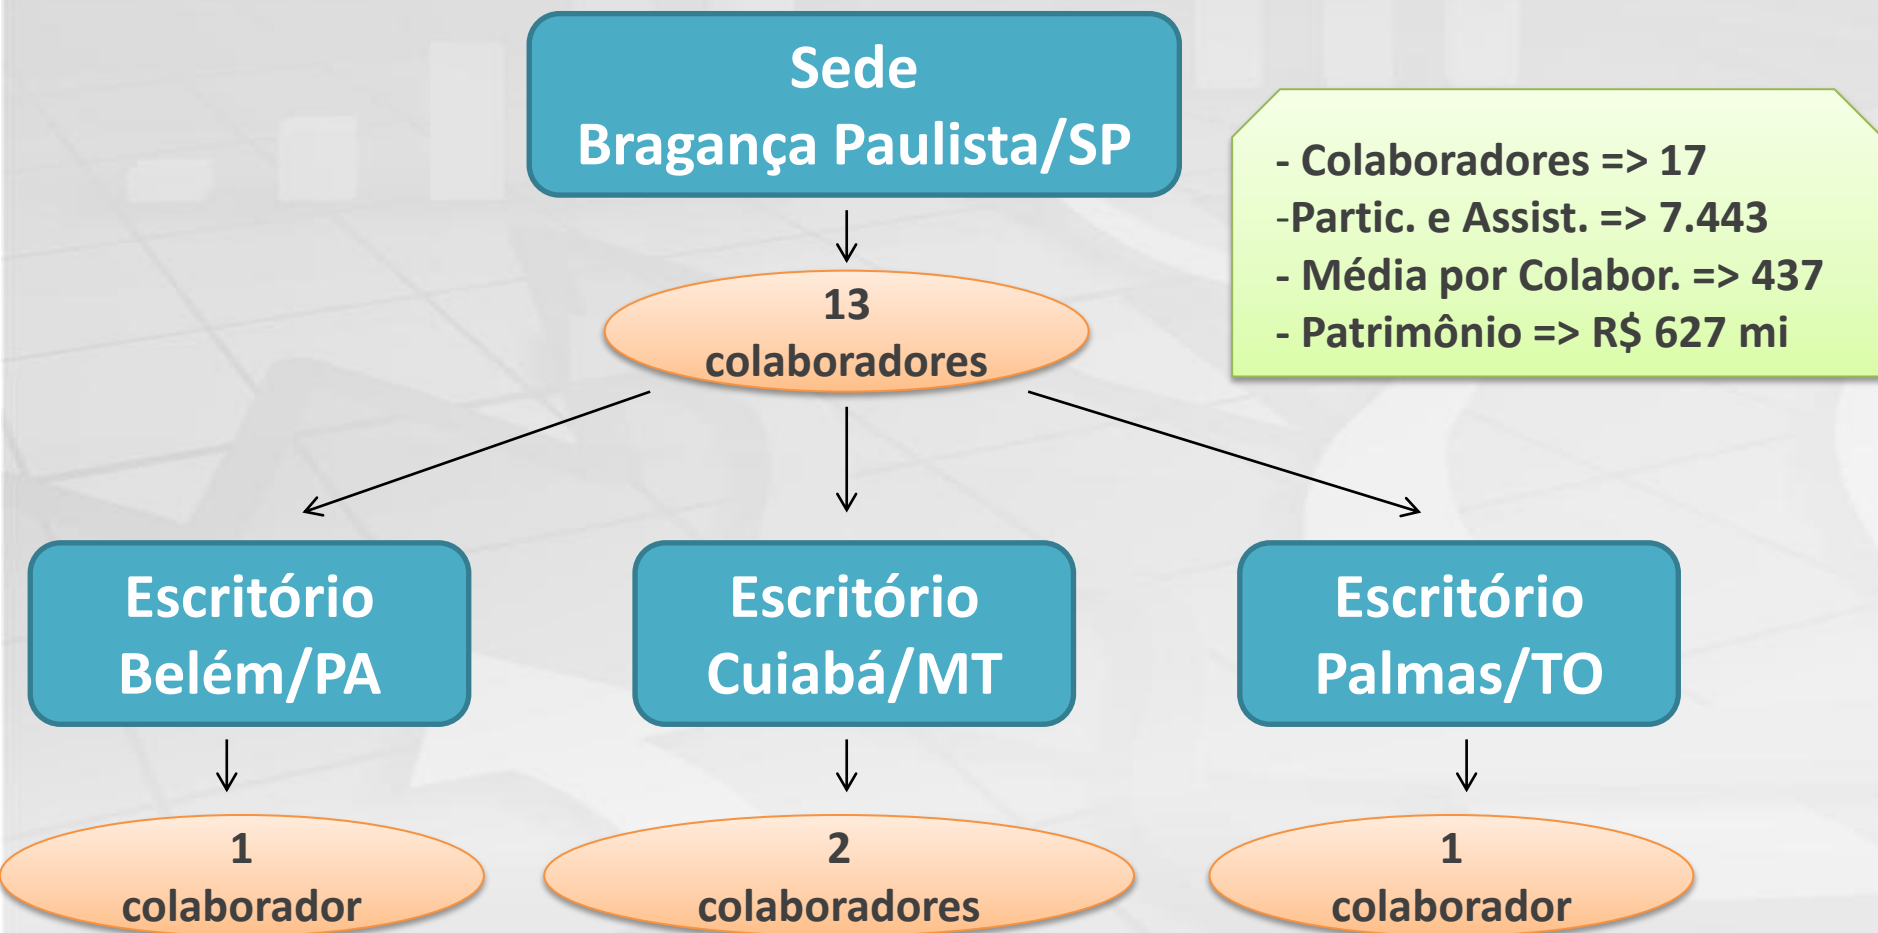 Sede
Bragança Paulista/SP
- Colaboradores => 17
-Partic. e Assist. => 7.443
- Média por Colabor. => 437
- Patrimônio => R$ 627 mi
13
colaboradores
Escritório
Belém/PA
Escritório
Cuiabá/MT
Escritório
Palmas/TO
1
colaborador
2
colaboradores
1
colaborador